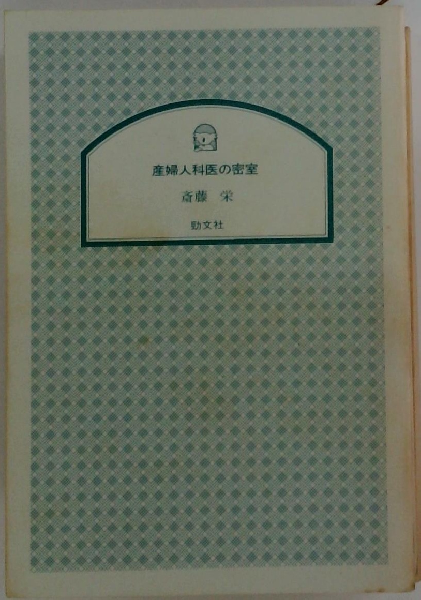 産婦人科医の密室
斎藤 栄
勁文社